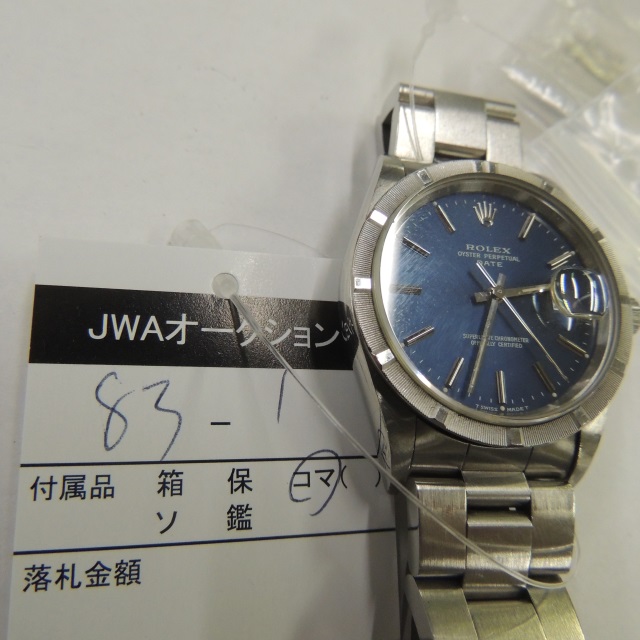 JWAオークション
83-1
付属品 箱 保 コマ( )
ソ 鑑
落札金額
ROLEX
OYSTER PERPETUAL
DATE
SUPERLATIVE CHRONOMETER
OFFICIALLY CERTIFIED
SWISS MADE